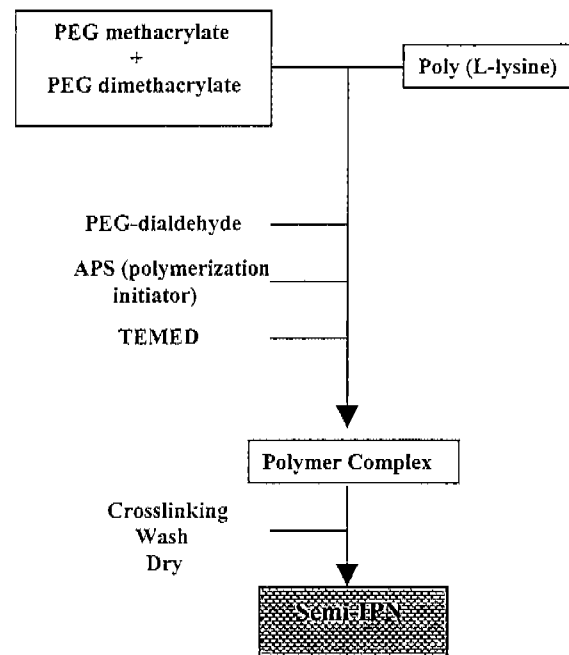 PEG methacrylate
+
PEG dimethacrylate
Poly (L-lysine)
PEG-dialdehyde
APS (polymerization
initiator)
TEMED
Polymer Complex
Crosslinking
Wash
Dry
Semi-IPN